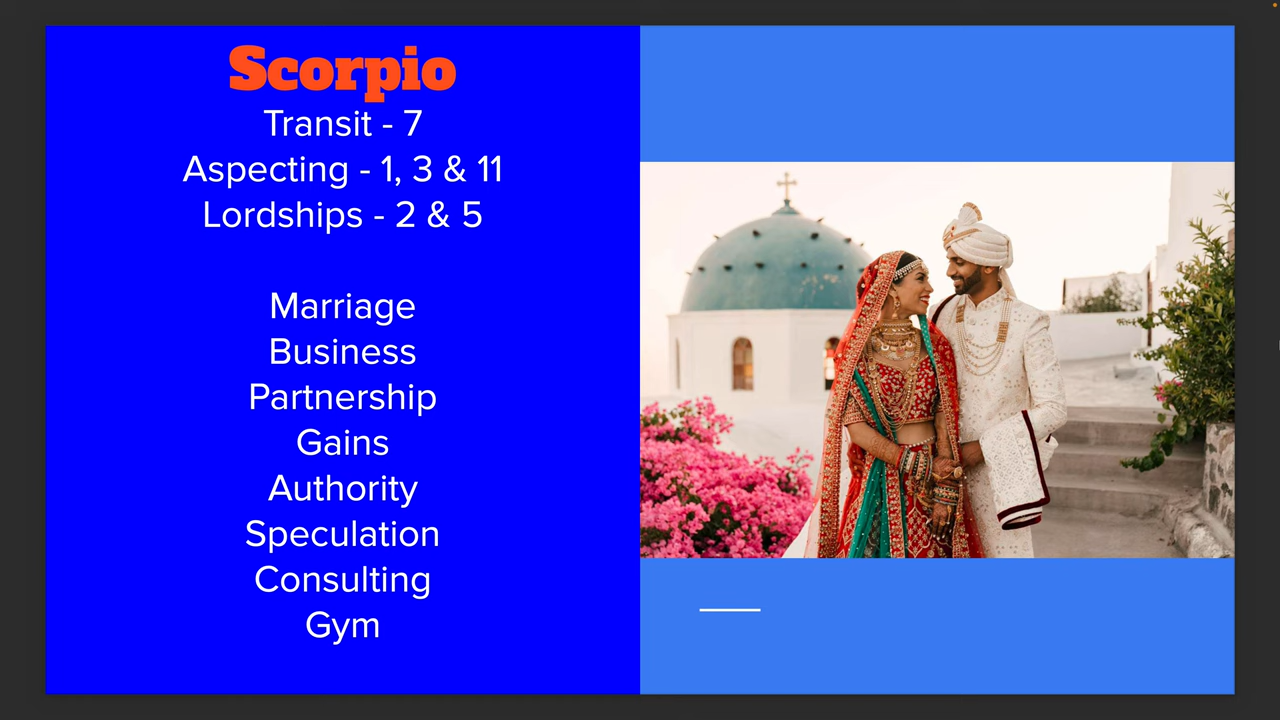 Scorpio
Transit - 7
Aspecting - 1, 3 & 11
Lordships - 2 & 5
Marriage
Business
Partnership
Gains
Authority
Speculation
Consulting
Gym